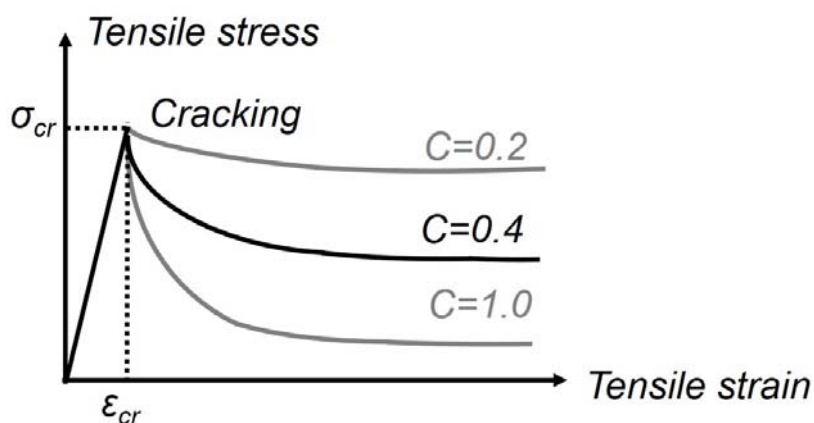 Tensile stress
σcr
Cracking
C=0.2
C=0.4
C=1.0
Tensile strain
εcr